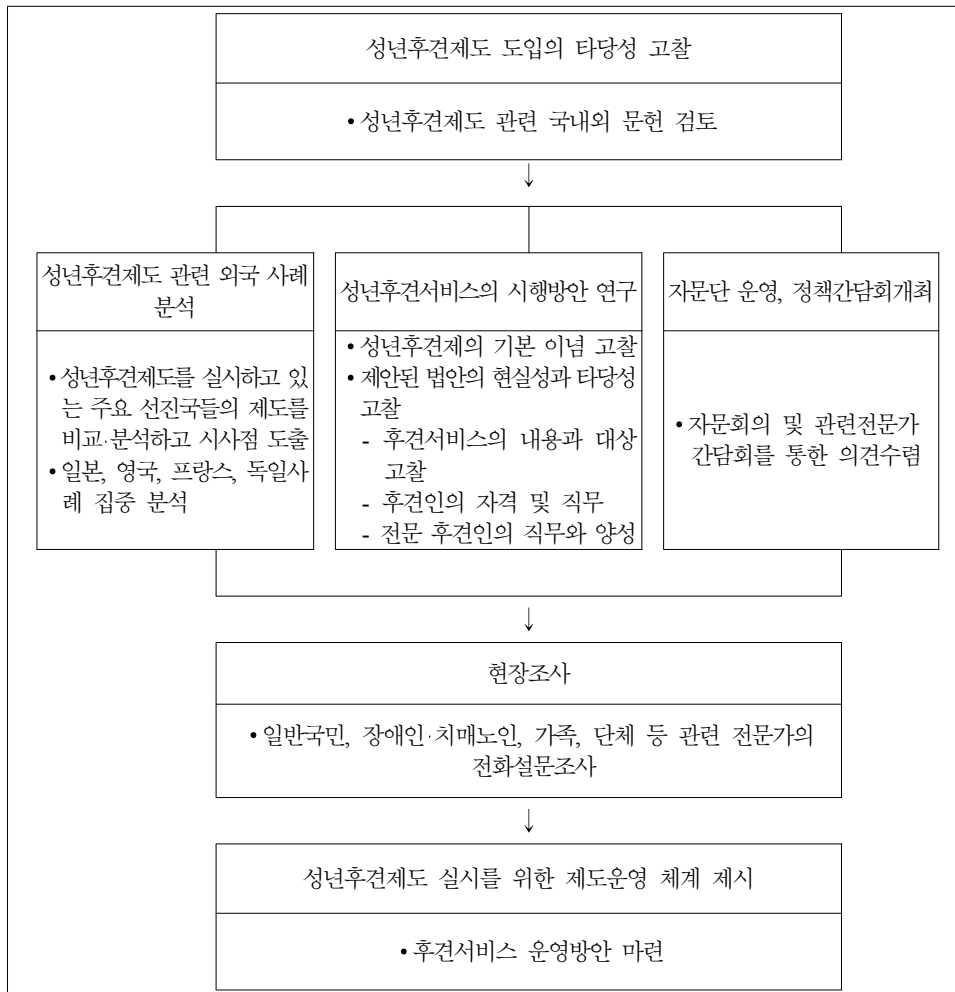 성년후견제도 도입의 타당성 고찰
•성년후견제도 관련 국내외 문헌 검토
↓
성년후견제도 관련 외국 사례
분석
•성년후견제도를 실시하고 있
는 주요 선진국들의 제도를
비교·분석하고 시사점 도출
•일본, 영국, 프랑스, 독일사
례 집중 분석
성년후견서비스의 시행방안 연구
•성년후견제의 기본 이념 고찰
•제안된 법안의 현실성과 타당성
고찰
- 후견서비스의 내용과 대상
고찰
- 후견인의 자격 및 직무
- 전문 후견인의 직무와 양성
자문단 운영, 정책간담회개최
•자문회의 및 관련전문가
간담회를 통한 의견수렴
↓
현장조사
•일반국민, 장애인·치매노인, 가족, 단체 등 관련 전문가의
전화설문조사
↓
성년후견제도 실시를 위한 제도운영 체계 제시
•후견서비스 운영방안 마련